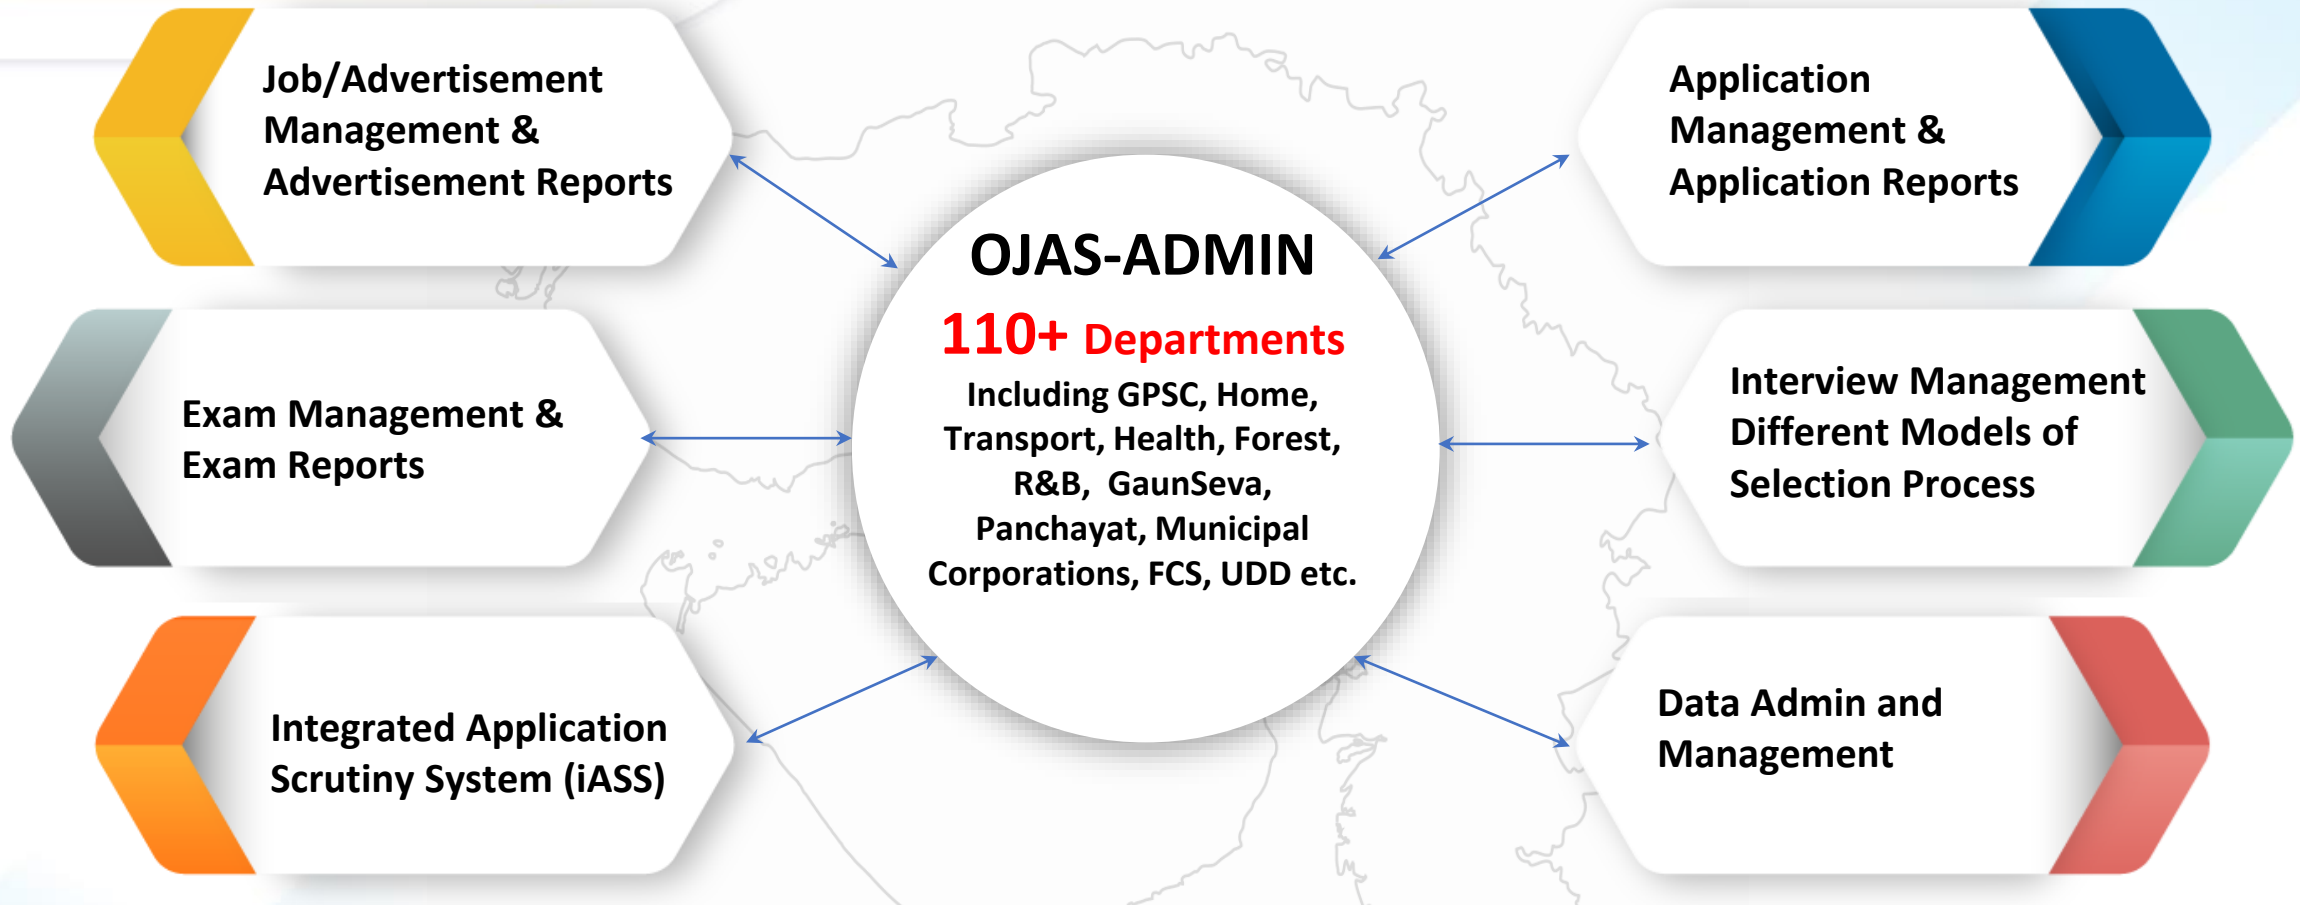 Job/Advertisement
Management &
Advertisement Reports
Exam Management &
Exam Reports
Integrated Application
Scrutiny System (iASS)
OJAS-ADMIN
110+ Departments
Including GPSC, Home,
Transport, Health, Forest,
R&B, GaunSeva,
Panchayat, Municipal
Corporations, FCS, UDD etc.
Application
Management &
Application Reports
Interview Management
Different Models of
Selection Process
Data Admin and
Management